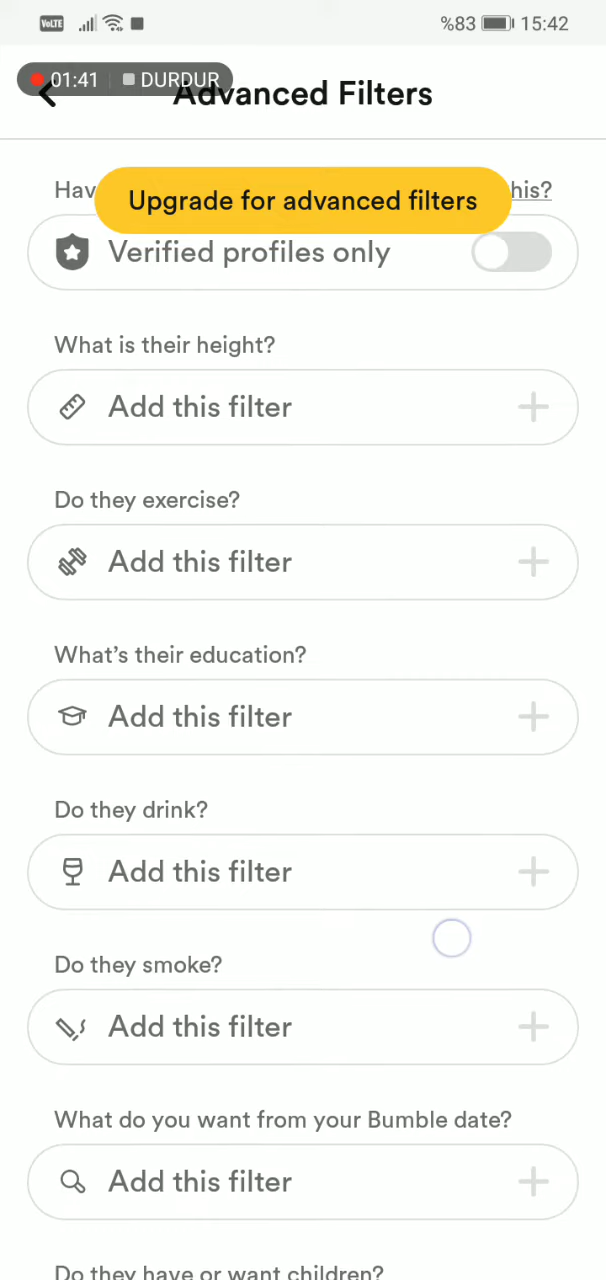 VoLTE %83 15:42
01:41 DURDUR
Advanced Filters
Hav his?
Upgrade for advanced filters
Verified profiles only
What is their height?
Add this filter
Do they exercise?
Add this filter
What’s their education?
Add this filter
Do they drink?
Add this filter
Do they smoke?
Add this filter
What do you want from your Bumble date?
Add this filter
Do they have or want children?